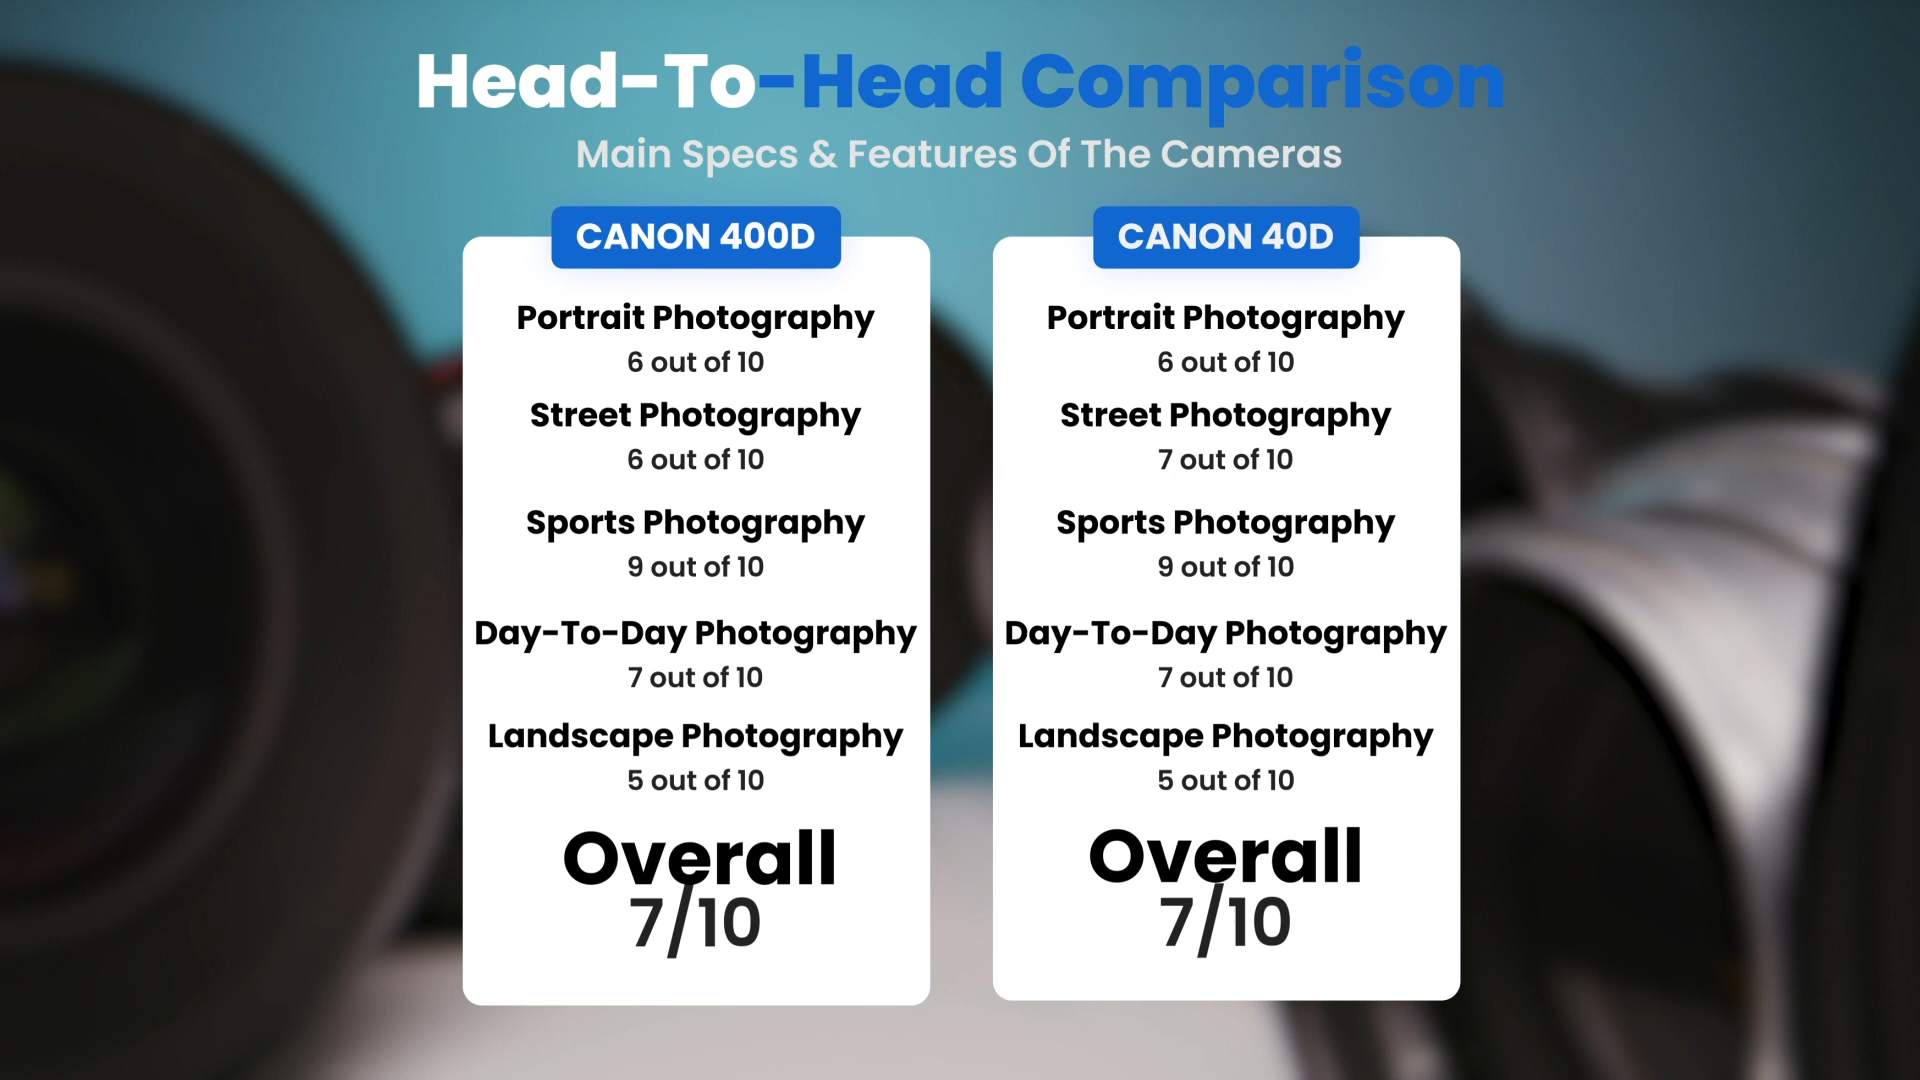 Head-To-Head Comparison
Main Specs & Features Of The Cameras
CANON 400D
Portrait Photography
6 out of 10
Street Photography
6 out of 10
Sports Photography
9 out of 10
Day-To-Day Photography
7 out of 10
Landscape Photography
5 out of 10
Overall
7/10
CANON 40D
Portrait Photography
6 out of 10
Street Photography
7 out of 10
Sports Photography
9 out of 10
Day-To-Day Photography
7 out of 10
Landscape Photography
5 out of 10
Overall
7/10